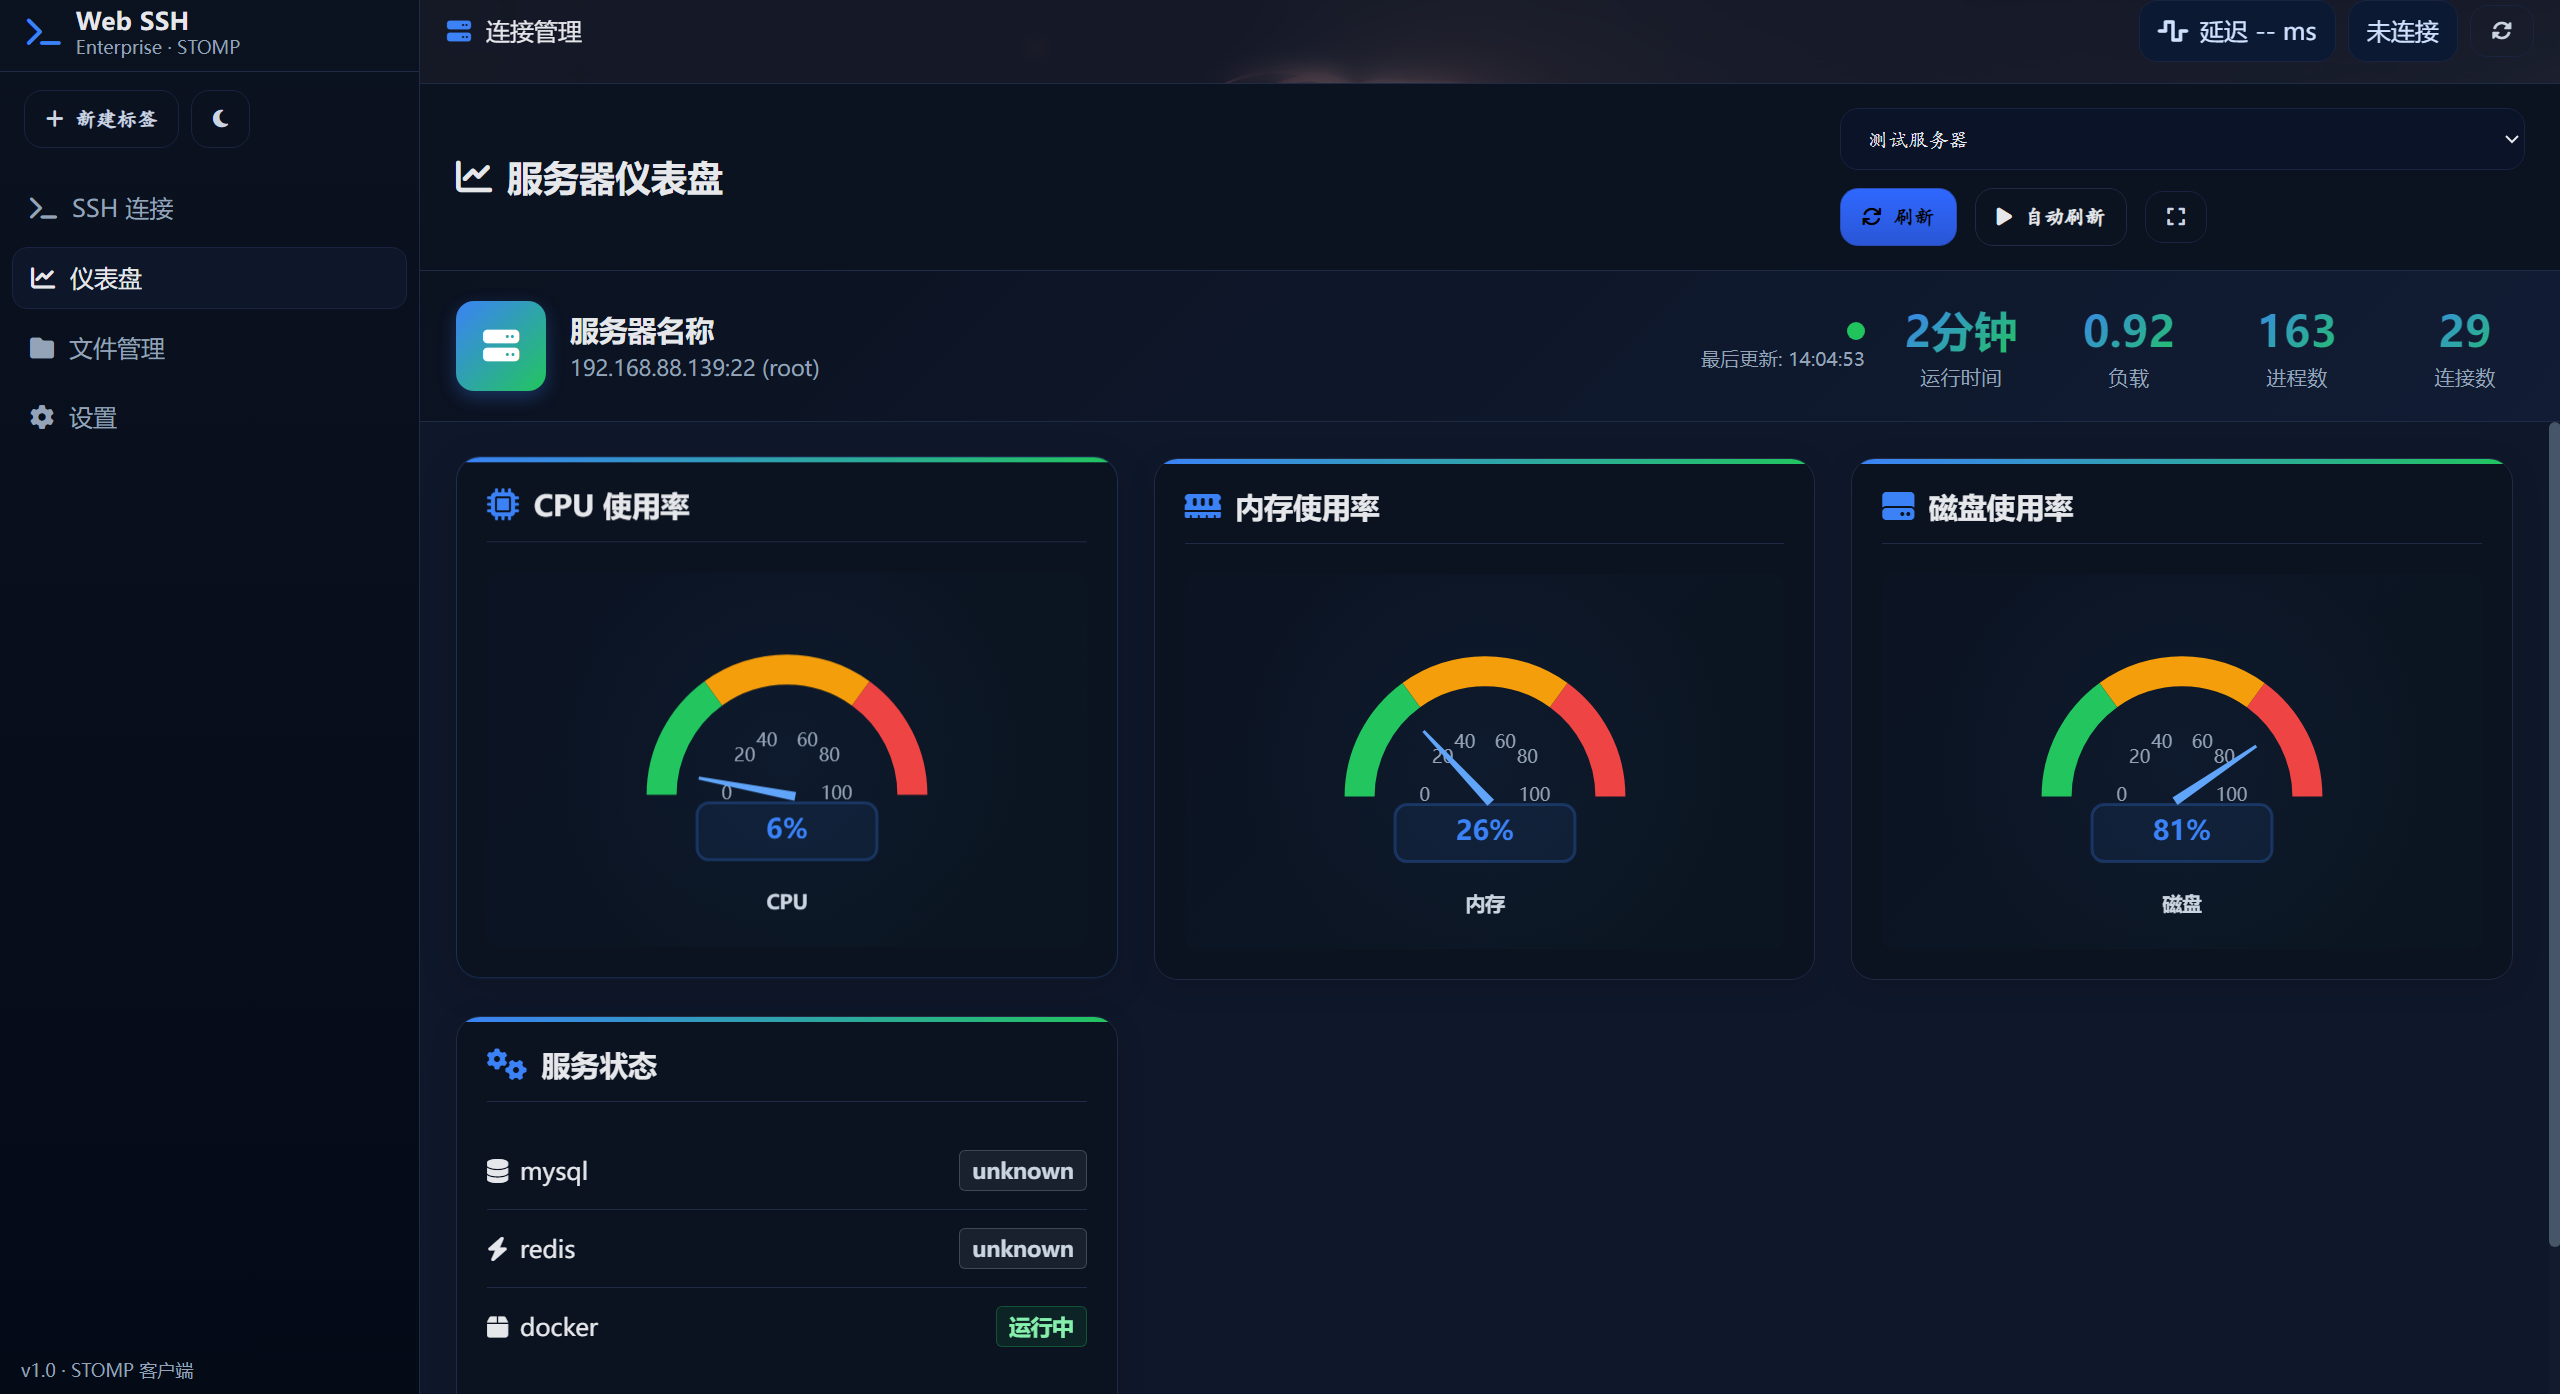 Web SSH
Enterprise · STOMP
新建标签
SSH 连接
仪表盘
文件管理
设置
v1.0 · STOMP 客户端
连接管理
延迟 -- ms
未连接
服务器仪表盘
测试服务器
刷新
自动刷新
服务器名称
192.168.88.139:22 (root)
最后更新: 14:04:53
2分钟
运行时间
0.92
负载
163
进程数
29
连接数
CPU 使用率
0 20 40 60 80 100
6%
CPU
内存使用率
0 20 40 60 80 100
26%
内存
磁盘使用率
0 20 40 60 80 100
81%
磁盘
服务状态
mysql unknown
redis unknown
docker 运行中